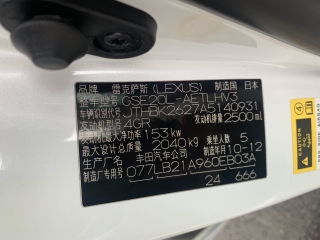 品牌 雷克萨斯(LEXUS) 制造国 日本
整车型号 GSE20L-AETLHV3
车辆识别代号
发动机型号 4GR 发动机排量 2500ml
发动机最大净功率 153kw
最大设计总质量 2040kg 乘坐人数 5
生产厂名 丰田汽车公司 制造年月 10-12
制造厂专用号 077LB21A960EB03A
24 666